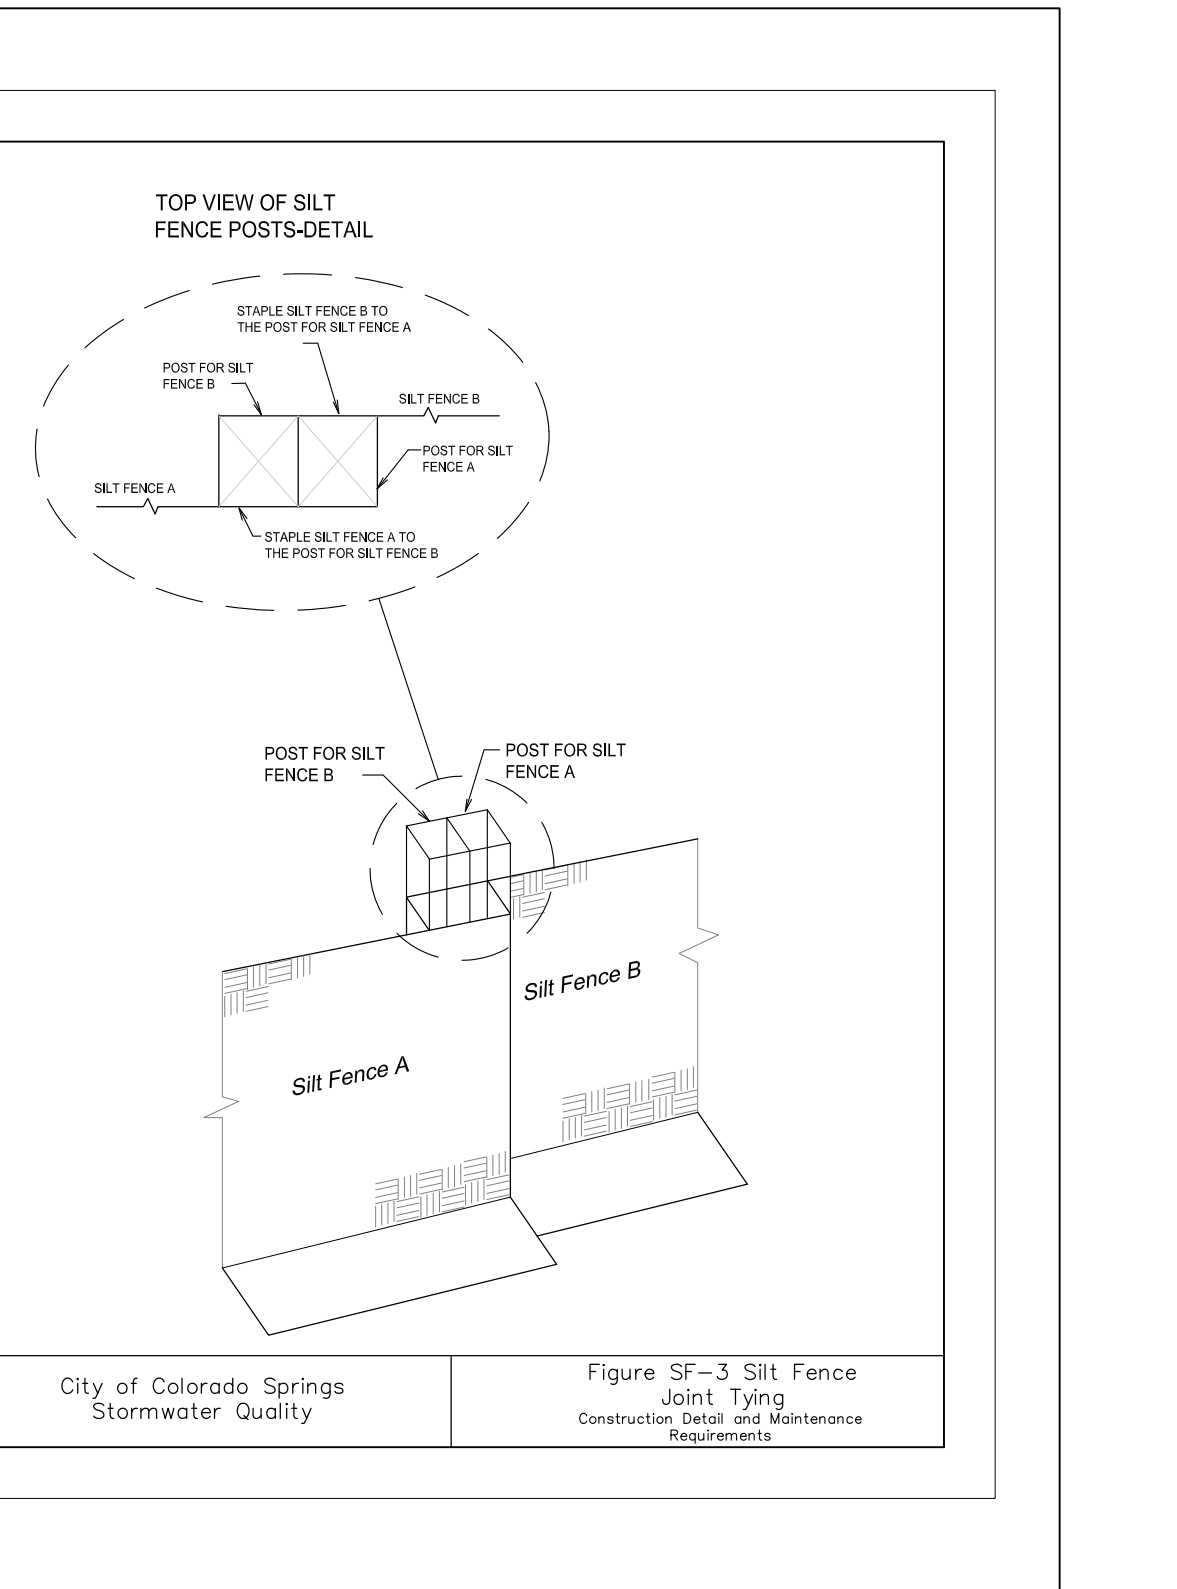 TOP VIEW OF SILT
FENCE POSTS-DETAIL
STAPLE SILT FENCE B TO
THE POST FOR SILT FENCE A
POST FOR SILT
FENCE B
SILT FENCE B
POST FOR SILT
FENCE A
SILT FENCE A
STAPLE SILT FENCE A TO
THE POST FOR SILT FENCE B
POST FOR SILT
FENCE B
POST FOR SILT
FENCE A
Silt Fence B
Silt Fence A
City of Colorado Springs
Stormwater Quality
Figure SF-3 Silt Fence
Joint Tying
Construction Detail and Maintenance
Requirements